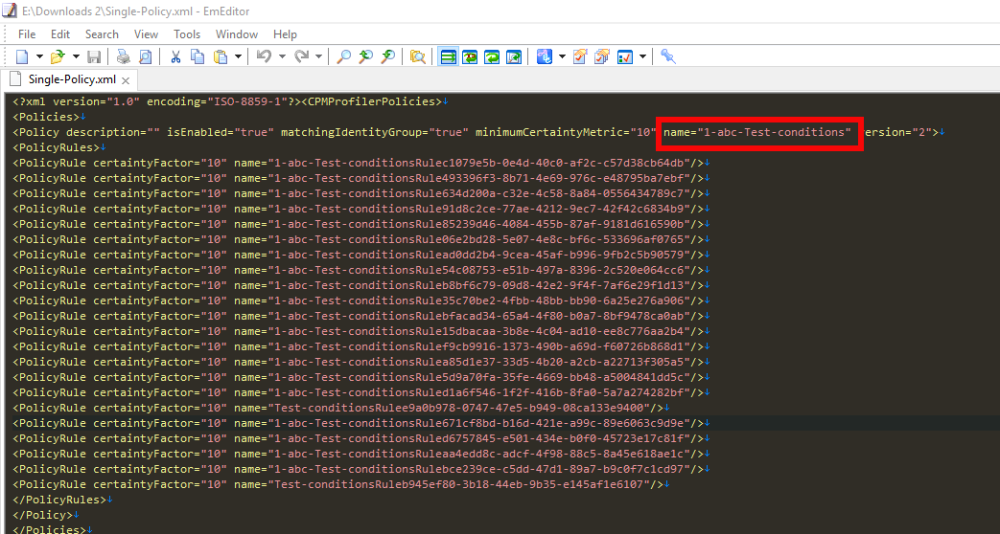 E:\Downloads 2\Single-Policy.xml - EmEditor
File Edit Search View Tools Window Help
Single-Policy.xml
<?xml version="1.0" encoding="ISO-8859-1"?><CPMProfilerPolicies>↓
<Policies>↓
<Policy description="" isEnabled="true" matchingIdentityGroup="true" minimumCertaintyMetric="10" name="1-abc-Test-conditions" version="2">↓
<PolicyRules>↓
<PolicyRule certaintyFactor="10" name="1-abc-Test-conditionsRulec1079e5b-0e4d-40c0-af2c-c57d38cb64db"/>↓
<PolicyRule certaintyFactor="10" name="1-abc-Test-conditionsRule493396f3-8b71-4e69-976c-e48795ba7ebf"/>↓
<PolicyRule certaintyFactor="10" name="1-abc-Test-conditionsRule634d200a-c32e-4c58-8a84-0556434789c7"/>↓
<PolicyRule certaintyFactor="10" name="1-abc-Test-conditionsRule91d8c2ce-77ae-4212-9ec7-42f42c6834b9"/>↓
<PolicyRule certaintyFactor="10" name="1-abc-Test-conditionsRule85239d46-4084-455b-87af-9181d616590b"/>↓
<PolicyRule certaintyFactor="10" name="1-abc-Test-conditionsRule06e2bd28-5e07-4e8c-bf6c-533696af0765"/>↓
<PolicyRule certaintyFactor="10" name="1-abc-Test-conditionsRulead0dd2b4-9cea-45af-b996-9fb2c5b90579"/>↓
<PolicyRule certaintyFactor="10" name="1-abc-Test-conditionsRule54c08753-e51b-497a-8396-2c520e064cc6"/>↓
<PolicyRule certaintyFactor="10" name="1-abc-Test-conditionsRuleb8bf6c79-09d8-42e2-9f4f-7af6e29f1d13"/>↓
<PolicyRule certaintyFactor="10" name="1-abc-Test-conditionsRule35c70be2-4fbb-48bb-bb90-6a25e276a906"/>↓
<PolicyRule certaintyFactor="10" name="1-abc-Test-conditionsRulebfacad34-65a4-4f80-b0a7-8bf9478ca0ab"/>↓
<PolicyRule certaintyFactor="10" name="1-abc-Test-conditionsRule15dbacaa-3b8e-4c04-ad10-ee8c776aa2b4"/>↓
<PolicyRule certaintyFactor="10" name="1-abc-Test-conditionsRulef9cb9916-1373-490b-a69d-f60726b868d1"/>↓
<PolicyRule certaintyFactor="10" name="1-abc-Test-conditionsRulea85d1e37-33d5-4b20-a2cb-a22713f305a5"/>↓
<PolicyRule certaintyFactor="10" name="1-abc-Test-conditionsRule5d9a70fa-35fe-4669-bb48-a5004841dd5c"/>↓
<PolicyRule certaintyFactor="10" name="1-abc-Test-conditionsRuled1a6f546-1f2f-416b-8fa0-5a7a274282bf"/>↓
<PolicyRule certaintyFactor="10" name="Test-conditionsRulee9a0b978-0747-47e5-b949-08ca133e9400"/>↓
<PolicyRule certaintyFactor="10" name="1-abc-Test-conditionsRule671cf8bd-b16d-421e-a99c-89e6063c9d9e"/>↓
<PolicyRule certaintyFactor="10" name="1-abc-Test-conditionsRuled6757845-e501-434e-b0f0-45723e17c81f"/>↓
<PolicyRule certaintyFactor="10" name="1-abc-Test-conditionsRuleaa4edd8c-adcf-4f98-88c5-8a45e618ae1c"/>↓
<PolicyRule certaintyFactor="10" name="1-abc-Test-conditionsRulebce239ce-c5dd-47d1-89a7-b9c0f7c1cd97"/>↓
<PolicyRule certaintyFactor="10" name="Test-conditionsRuleb945ef80-3b18-44eb-9b35-e145af1e6107"/>↓
</PolicyRules>↓
</Policy>↓
</Policies>↓